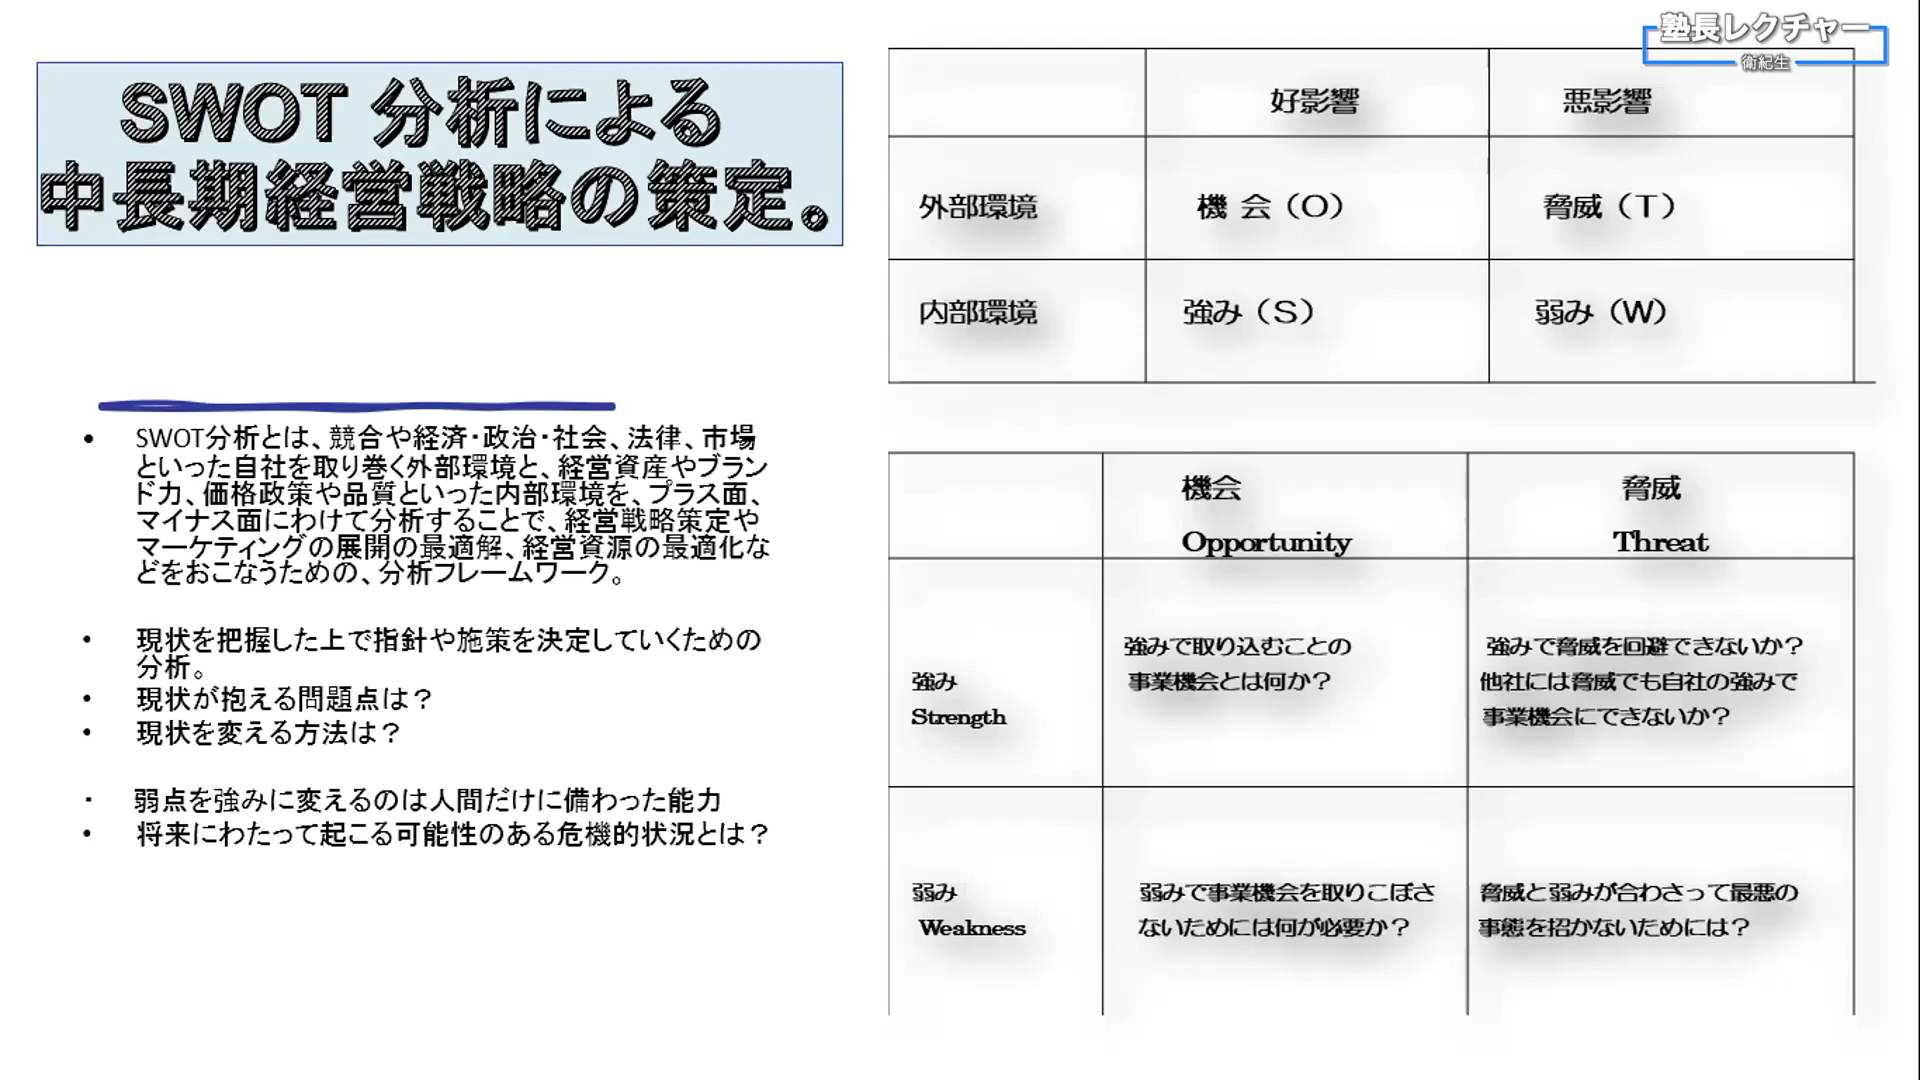 塾長レクチャー
衛紀生
SWOT 分析による
中長期経営戦略の策定。
• SWOT分析とは、競合や経済・政治・社会、法律、市場
といった自社を取り巻く外部環境と、経営資産やブラン
ド力、価格政策や品質といった内部環境を、プラス面、
マイナス面にわけて分析することで、経営戦略策定や
マーケティングの展開の最適解、経営資源の最適化な
どをおこなうための、分析フレームワーク。
• 現状を把握した上で指針や施策を決定していくための
分析。
• 現状が抱える問題点は？
• 現状を変える方法は？
・ 弱点を強みに変えるのは人間だけに備わった能力
• 将来にわたって起こる可能性のある危機的状況とは？
好影響 悪影響
外部環境 機 会（O） 脅威（T）
内部環境 強み（S） 弱み（W）
機会 脅威
Opportunity Threat
強み
Strength
強みで取り込むことの
事業機会とは何か？
強みで脅威を回避できないか？
他社には脅威でも自社の強みで
事業機会にできないか？
弱み
Weakness
弱みで事業機会を取りこぼさ
ないためには何が必要か？
脅威と弱みが合わさって最悪の
事態を招かないためには？